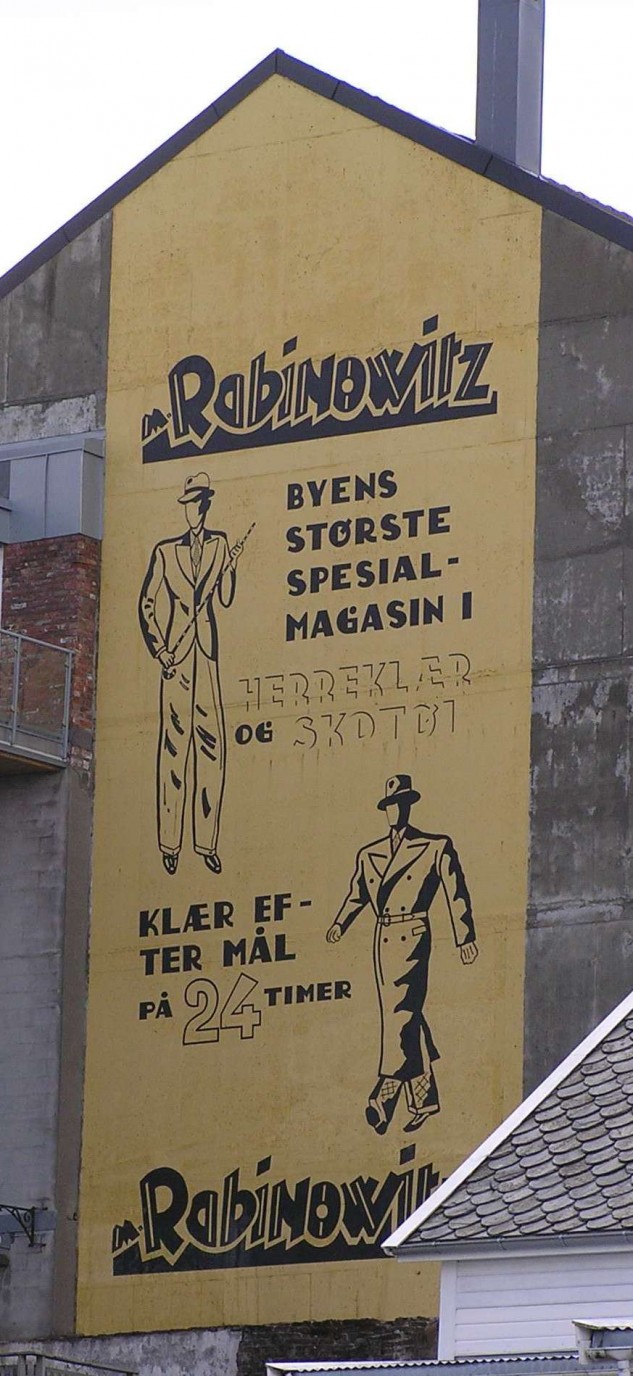 M. RABINOWITZ
BYENS
STØRSTE
SPESIAL-
MAGASIN I
HERREKLÆR
OG SKOTØI
KLÆR EF-
TER MÅL
PÅ 24 TIMER
M. RABINOWITZ